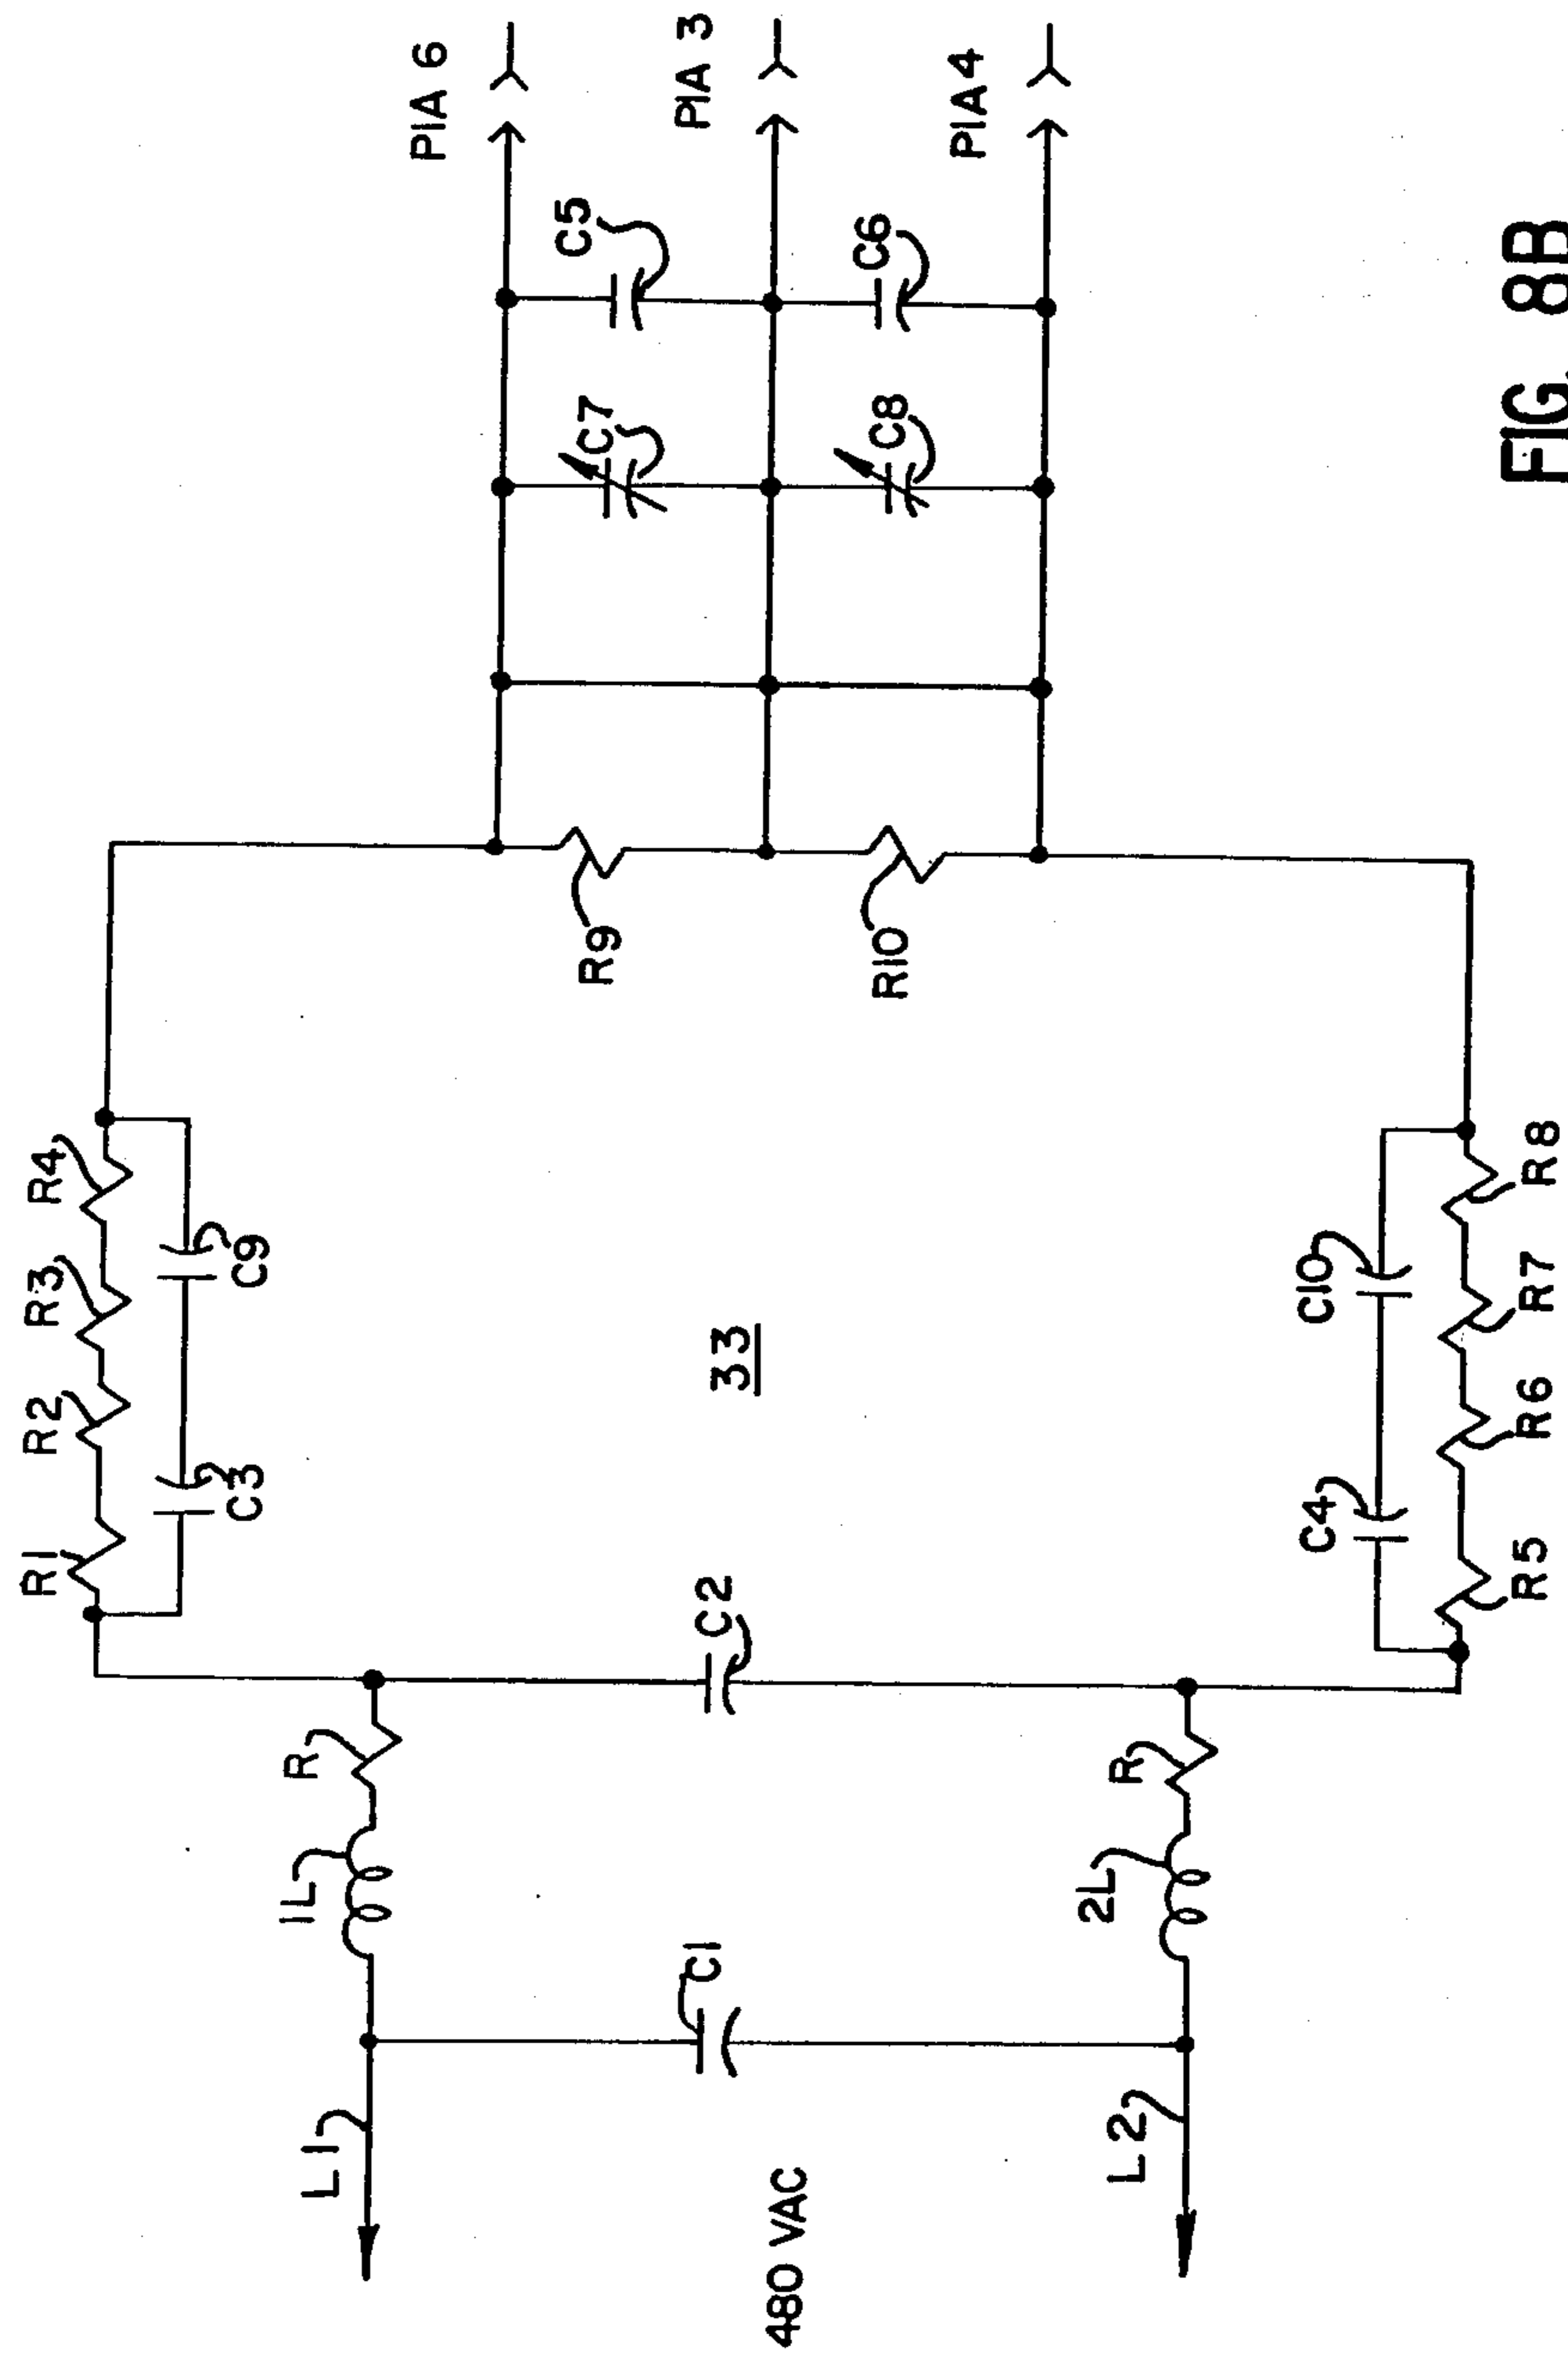 R1
R2
R3
R4
C3
C9
PIA 6
L1
1L
R
C5
C7
R9
PIA 3
480 VAC
C1
C2
33
C6
C8
R10
PIA 4
L2
2L
R
C4
C10
R5
R6
R7
R8
FIG. 8B